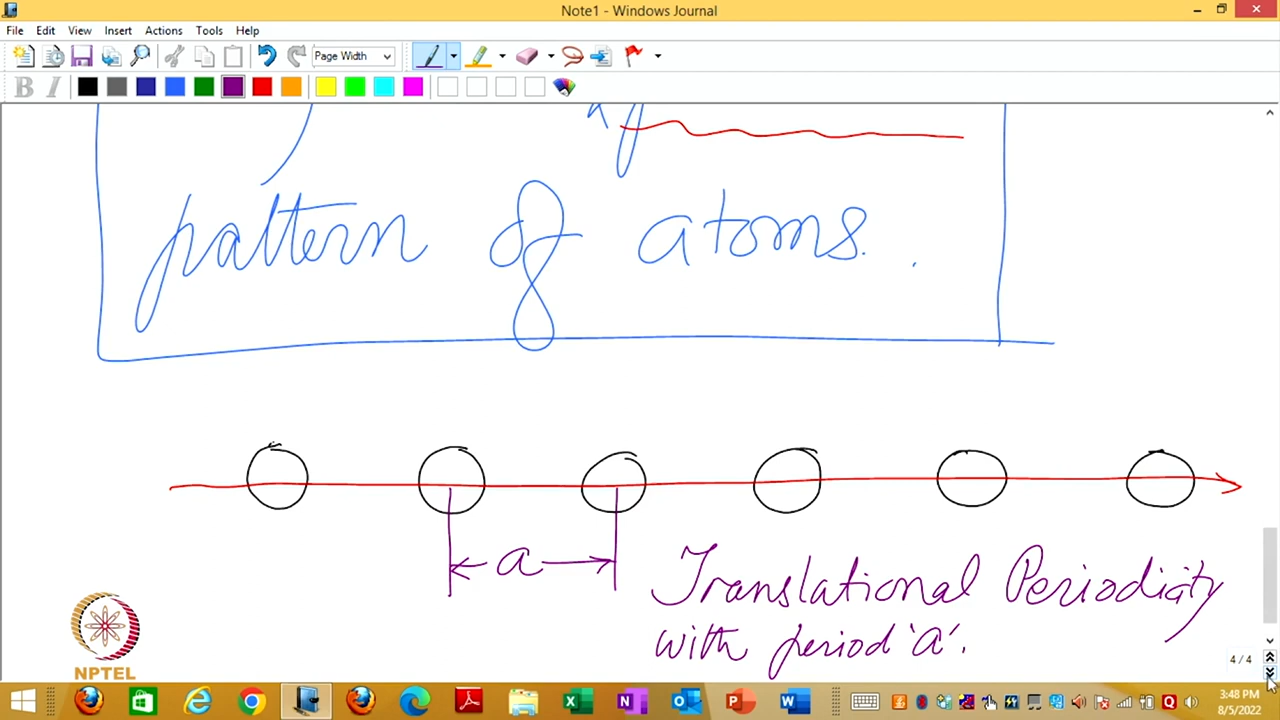 Note1 - Windows Journal
File Edit View Insert Actions Tools Help
Page Width
B I
pattern of atoms.
a
Translational Periodicity
with period 'a'.
NPTEL
4 / 4
3:48 PM
8/5/2022